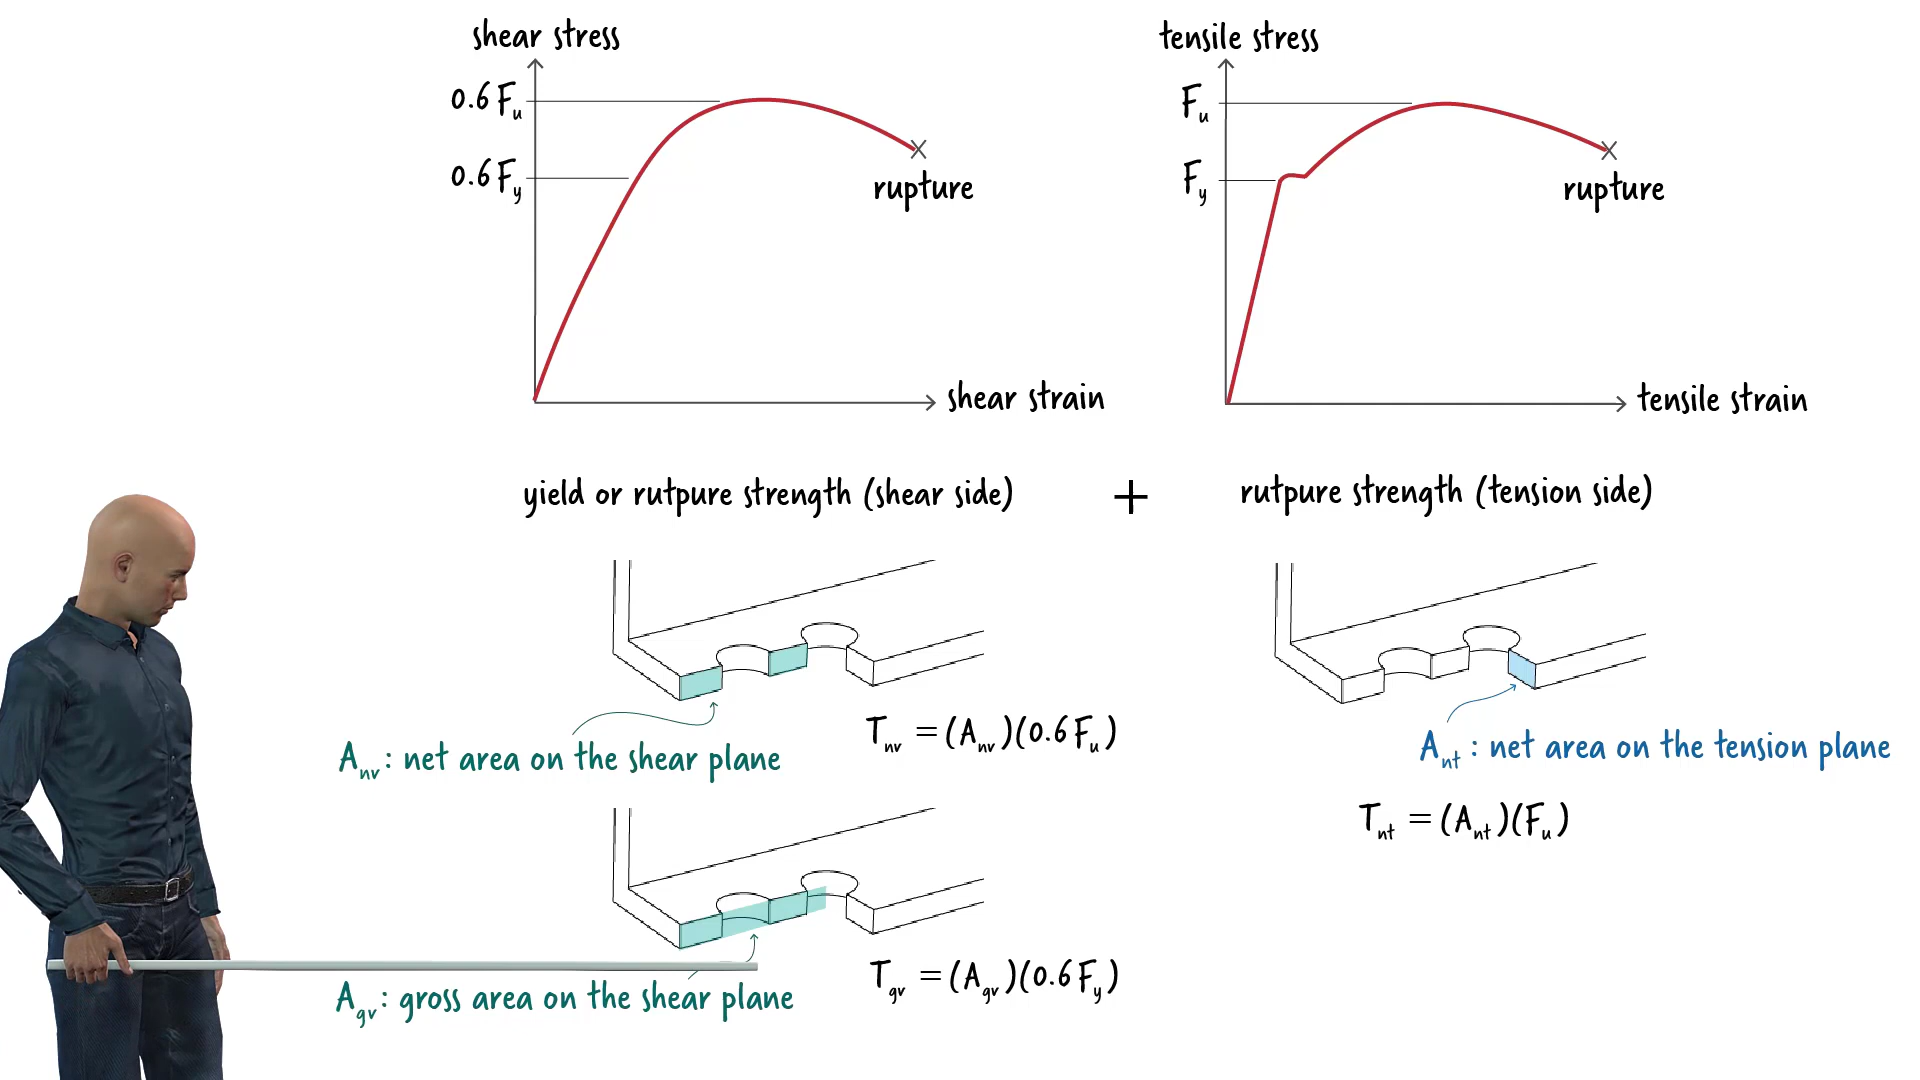 shear stress
0.6 Fu
0.6 Fy
rupture
shear strain
tensile stress
Fu
Fy
rupture
tensile strain
yield or rutpure strength (shear side)
+
rutpure strength (tension side)
Tnv = (Anv)(0.6 Fu)
Anv : net area on the shear plane
Ant : net area on the tension plane
Tnt = (Ant)(Fu)
Tgv = (Agv)(0.6 Fy)
Agv : gross area on the shear plane